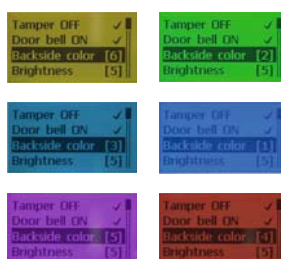 Tamper OFF ✓
Door bell ON ✓
Backside color [6]
Brightness [5]
Tamper OFF ✓
Door bell ON ✓
Backside color [2]
Brightness [5]
Tamper OFF ✓
Door bell ON ✓
Backside color [3]
Brightness [5]
Tamper OFF ✓
Door bell ON ✓
Backside color [1]
Brightness [5]
Tamper OFF ✓
Door bell ON ✓
Backside color [5]
Brightness [5]
Tamper OFF ✓
Door bell ON ✓
Backside color [4]
Brightness [5]